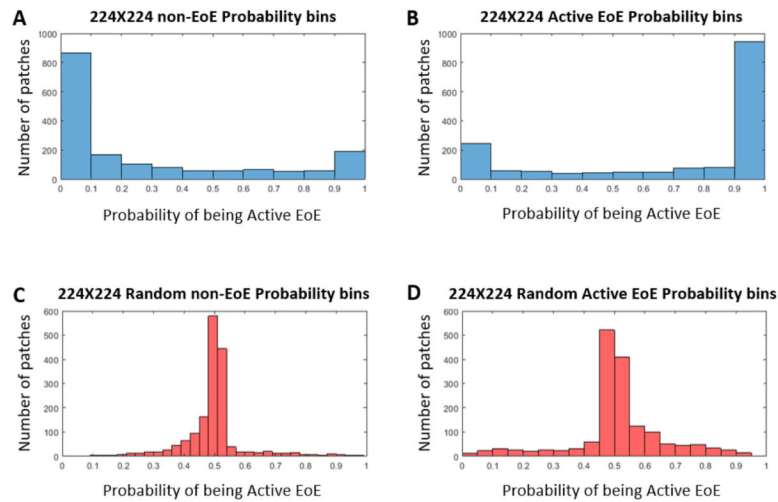 A
224X224 non-EoE Probability bins
Number of patches
1000
800
600
400
200
0
0 0.1 0.2 0.3 0.4 0.5 0.6 0.7 0.8 0.9 1
Probability of being Active EoE
B
224X224 Active EoE Probability bins
Number of patches
1000
800
600
400
200
0
0 0.1 0.2 0.3 0.4 0.5 0.6 0.7 0.8 0.9 1
Probability of being Active EoE
C
224X224 Random non-EoE Probability bins
Number of patches
600
500
400
300
200
100
0
0 0.1 0.2 0.3 0.4 0.5 0.6 0.7 0.8 0.9 1
Probability of being Active EoE
D
224X224 Random Active EoE Probability bins
Number of patches
600
500
400
300
200
100
0
0 0.1 0.2 0.3 0.4 0.5 0.6 0.7 0.8 0.9 1
Probability of being Active EoE